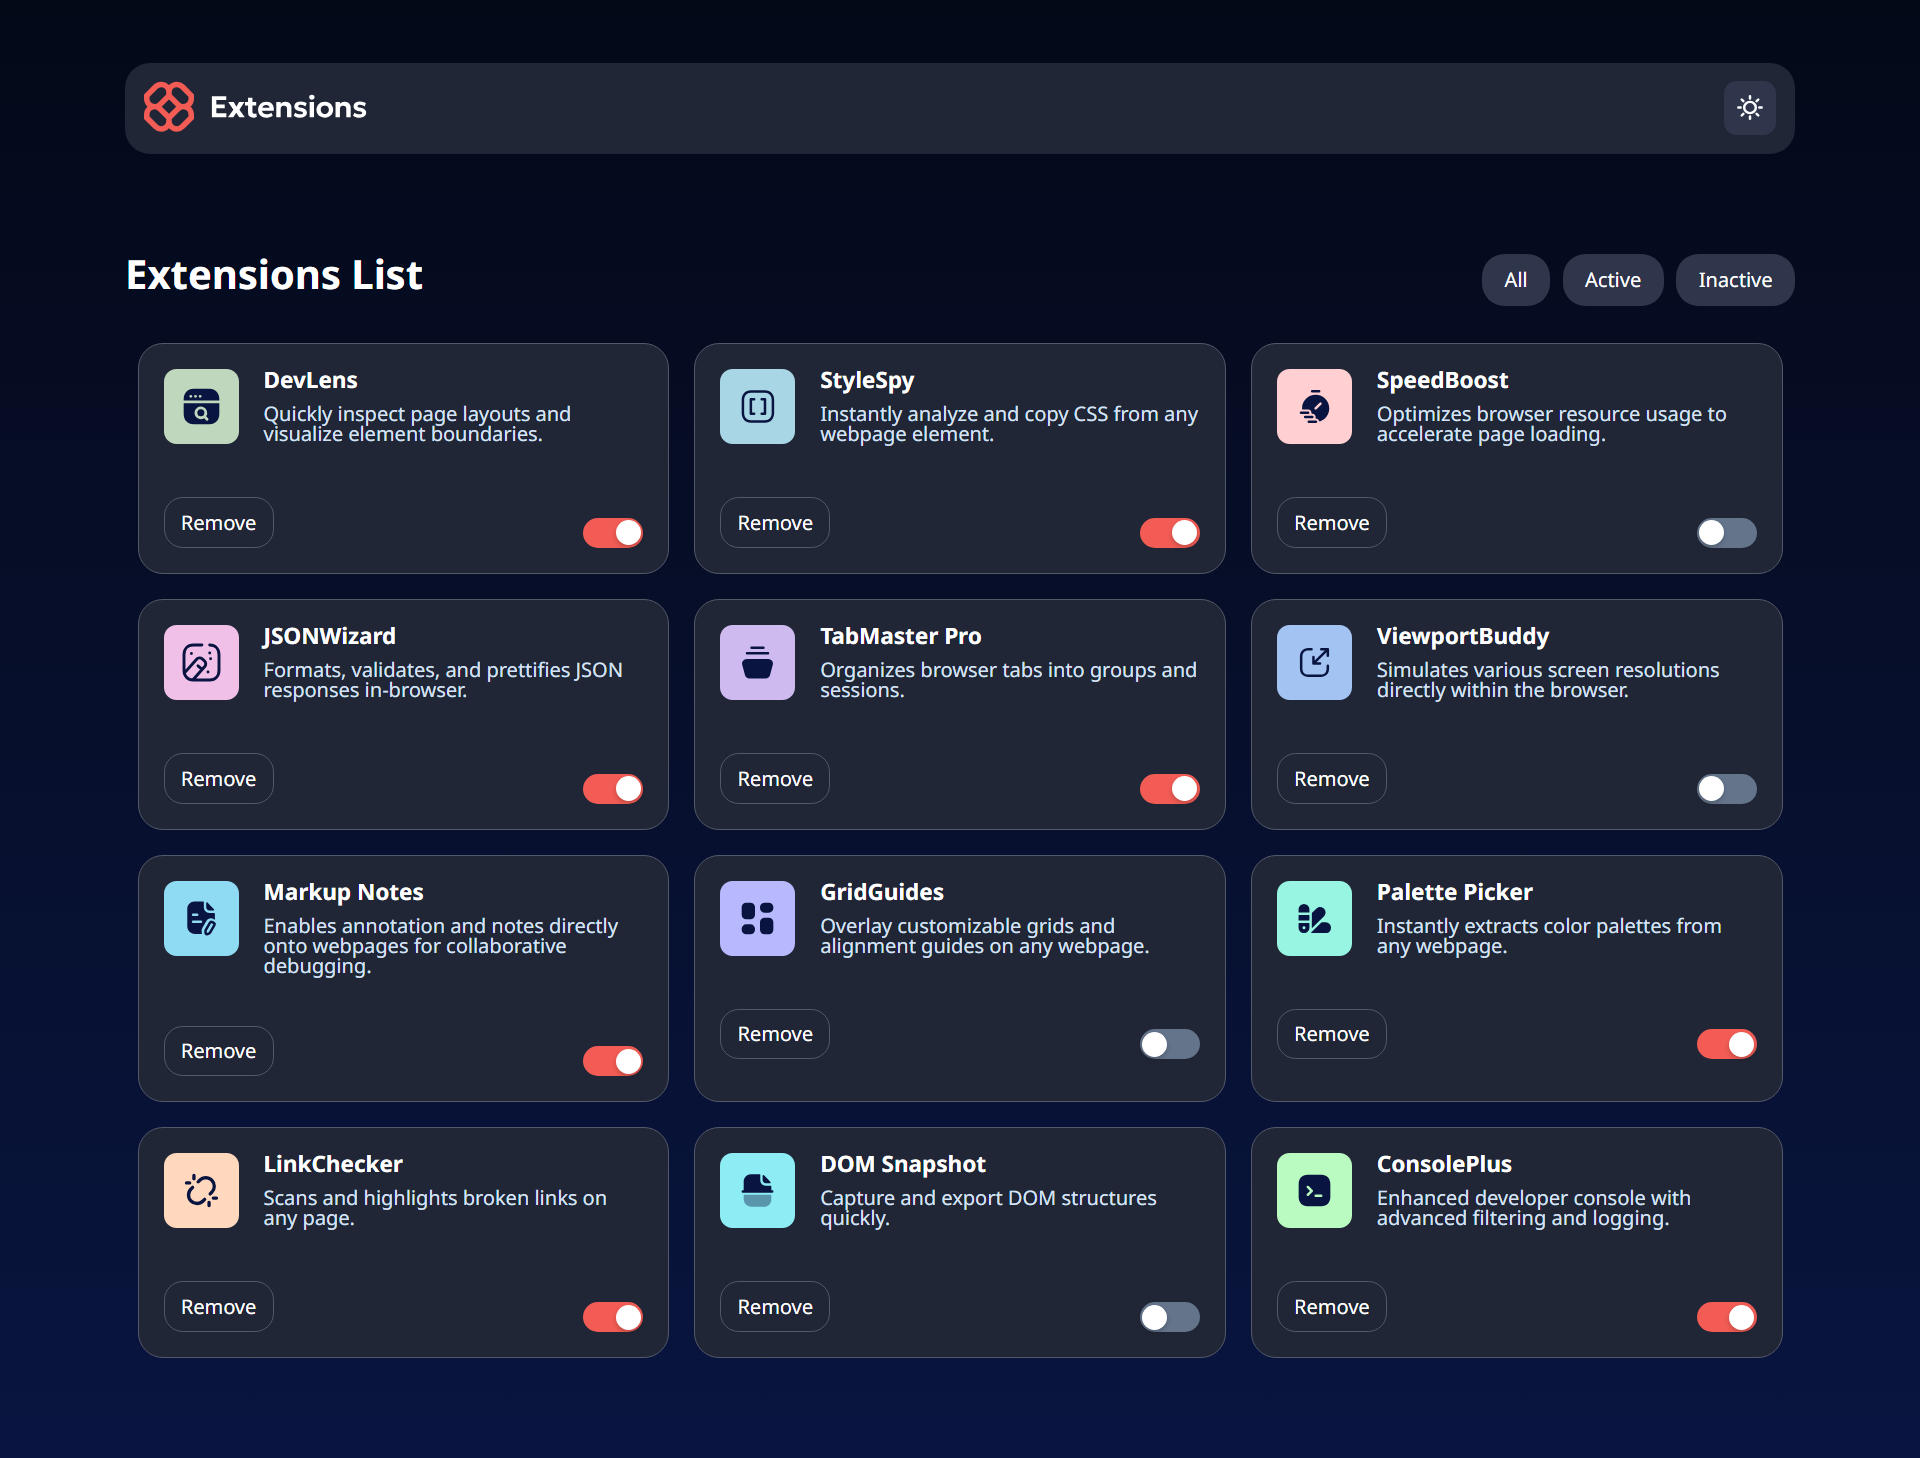 Extensions
Extensions List
All
Active
Inactive
DevLens
Quickly inspect page layouts and
visualize element boundaries.
Remove
StyleSpy
Instantly analyze and copy CSS from any
webpage element.
Remove
SpeedBoost
Optimizes browser resource usage to
accelerate page loading.
Remove
JSONWizard
Formats, validates, and prettifies JSON
responses in-browser.
Remove
TabMaster Pro
Organizes browser tabs into groups and
sessions.
Remove
ViewportBuddy
Simulates various screen resolutions
directly within the browser.
Remove
Markup Notes
Enables annotation and notes directly
onto webpages for collaborative
debugging.
Remove
GridGuides
Overlay customizable grids and
alignment guides on any webpage.
Remove
Palette Picker
Instantly extracts color palettes from
any webpage.
Remove
LinkChecker
Scans and highlights broken links on
any page.
Remove
DOM Snapshot
Capture and export DOM structures
quickly.
Remove
ConsolePlus
Enhanced developer console with
advanced filtering and logging.
Remove